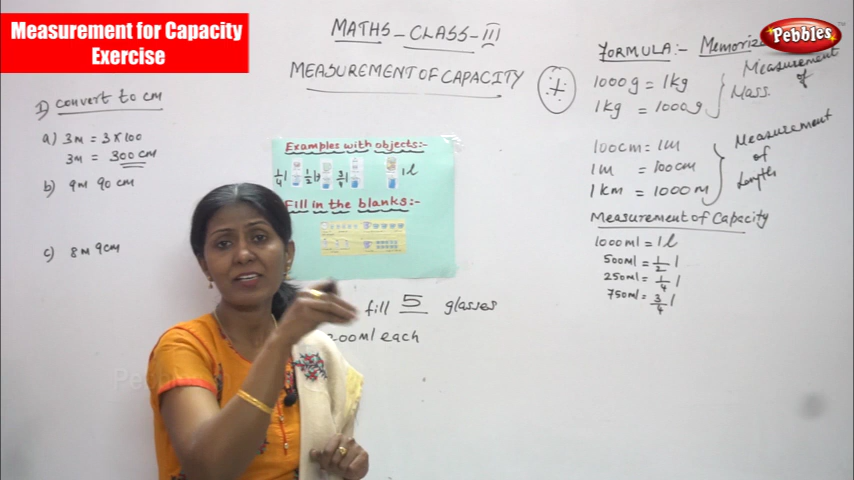 Measurement for Capacity
Exercise
Pebbles
MATHS - CLASS - III
MEASUREMENT OF CAPACITY
1) Convert to cm
a) 3m = 3 x 100
3m = 300 cm
b) 9m 90 cm
c) 8m 9cm
Examples with objects:-
1/4 l 1/2 l 3/4 l 1 l
Fill in the blanks:-
fill 5 glasses
200ml each
+
FORMULA:- Memorize
1000g = 1kg
1kg = 1000g
Measurement
of
Mass
100cm = 1m
1m = 100cm
1km = 1000m
Measurement
of
Length
Measurement of Capacity
1000ml = 1l
500ml = 1/2 l
250ml = 1/4 l
750ml = 3/4 l